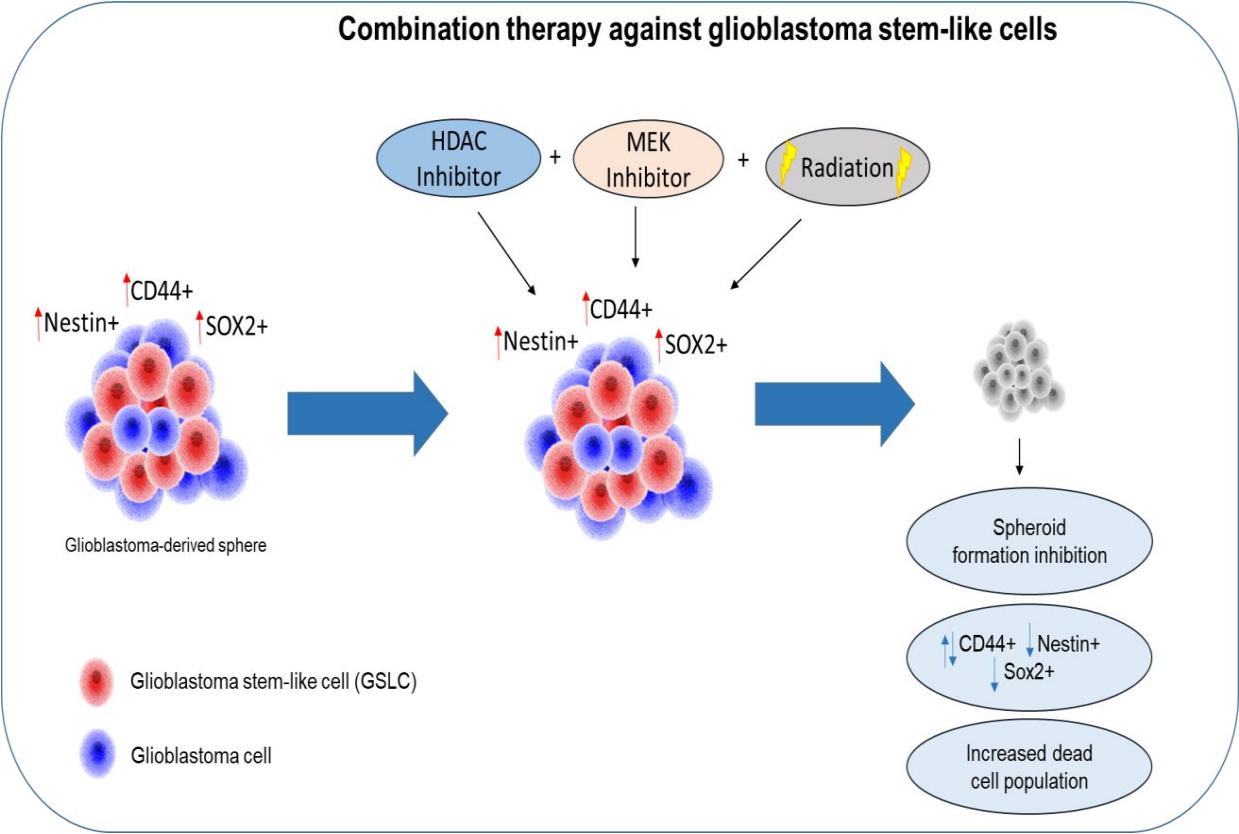 Combination therapy against glioblastoma stem-like cells
HDAC
Inhibitor
+
MEK
Inhibitor
+
Radiation
CD44+
Nestin+
SOX2+
Glioblastoma-derived sphere
CD44+
Nestin+
SOX2+
Spheroid
formation inhibition
CD44+ Nestin+
Sox2+
Increased dead
cell population
Glioblastoma stem-like cell (GSLC)
Glioblastoma cell